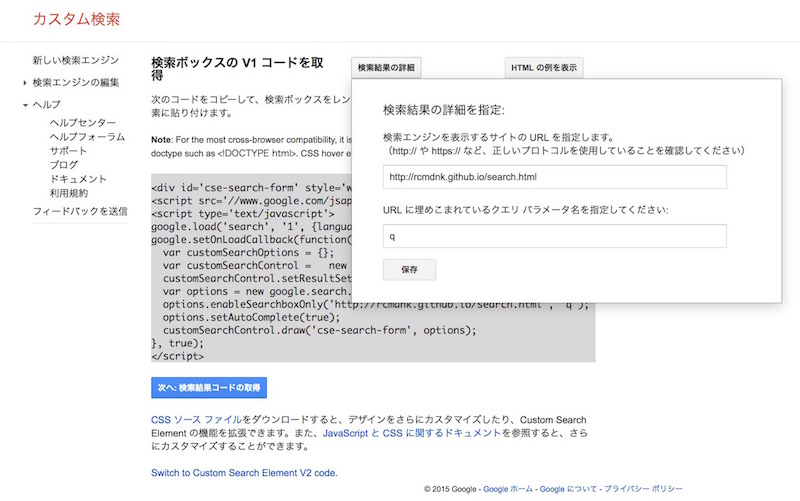 カスタム検索
新しい検索エンジン
検索エンジンの編集
ヘルプ
ヘルプセンター
ヘルプフォーラム
サポート
ブログ
ドキュメント
利用規約
フィードバックを送信
検索ボックスの V1 コードを取
得
検索結果の詳細
HTML の例を表示
次のコードをコピーして、検索ボックスをレン
素に貼り付けます。
Note: For the most cross-browser compatibility, it is
doctype such as <!DOCTYPE html>. CSS hover e
<div id='cse-search-form' style='w
<script src='//www.google.com/jsap
<script type='text/javascript'>
google.load('search', '1', {langua
google.setOnLoadCallback(function(
var customSearchOptions = {};
var customSearchControl =   new
customSearchControl.setResultSet
var options = new google.search.
options.enableSearchboxOnly('http://rcmdnk.github.io/search.html', 'q');
options.setAutoComplete(true);
customSearchControl.draw('cse-search-form', options);
}, true);
</script>
検索結果の詳細を指定:
検索エンジンを表示するサイトの URL を指定します。
（http:// や https:// など、正しいプロトコルを使用していることを確認してください）
http://rcmdnk.github.io/search.html
URL に埋めこまれているクエリ パラメータ名を指定してください:
q
保存
次へ: 検索結果コードの取得
CSS ソース ファイルをダウンロードすると、デザインをさらにカスタマイズしたり、Custom Search
Element の機能を拡張できます。また、JavaScript と CSS に関するドキュメントを参照すると、さら
にカスタマイズすることができます。
Switch to Custom Search Element V2 code.
© 2015 Google - Google ホーム - Google について - プライバシー ポリシー